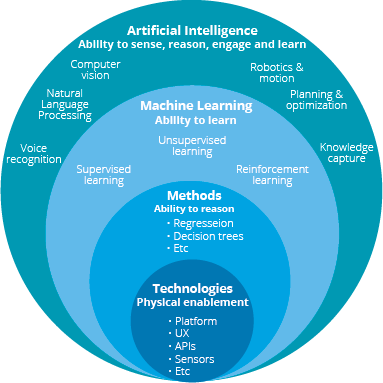 Artificial Intelligence
Ability to sense, reason, engage and learn
Computer
vision
Robotics &
motion
Natural
Language
Processing
Planning &
optimization
Machine Learning
Ability to learn
Unsupervised
learning
Voice
recognition
Knowledge
capture
Supervised
learning
Reinforcement
learning
Methods
Ability to reason
· Regresseion
· Decision trees
· Etc
Technologies
Physical enablement
· Platform
· UX
· APIs
· Sensors
· Etc